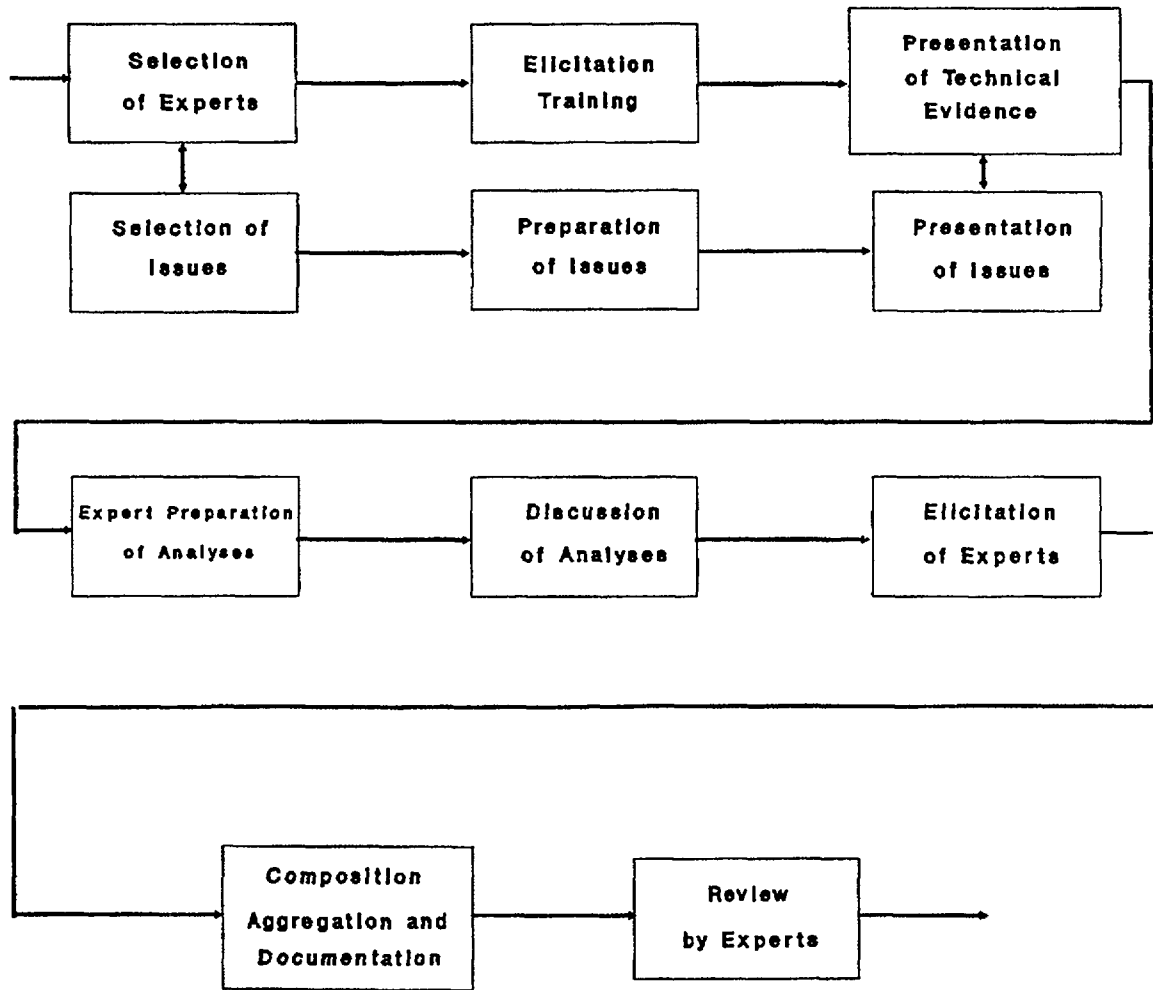 Selection
of Experts
Elicitation
Training
Presentation
of Technical
Evidence
Selection of
Issues
Preparation
of Issues
Presentation
of Issues
Expert Preparation
of Analyses
Discussion
of Analyses
Elicitation
of Experts
Composition
Aggregation and
Documentation
Review
by Experts